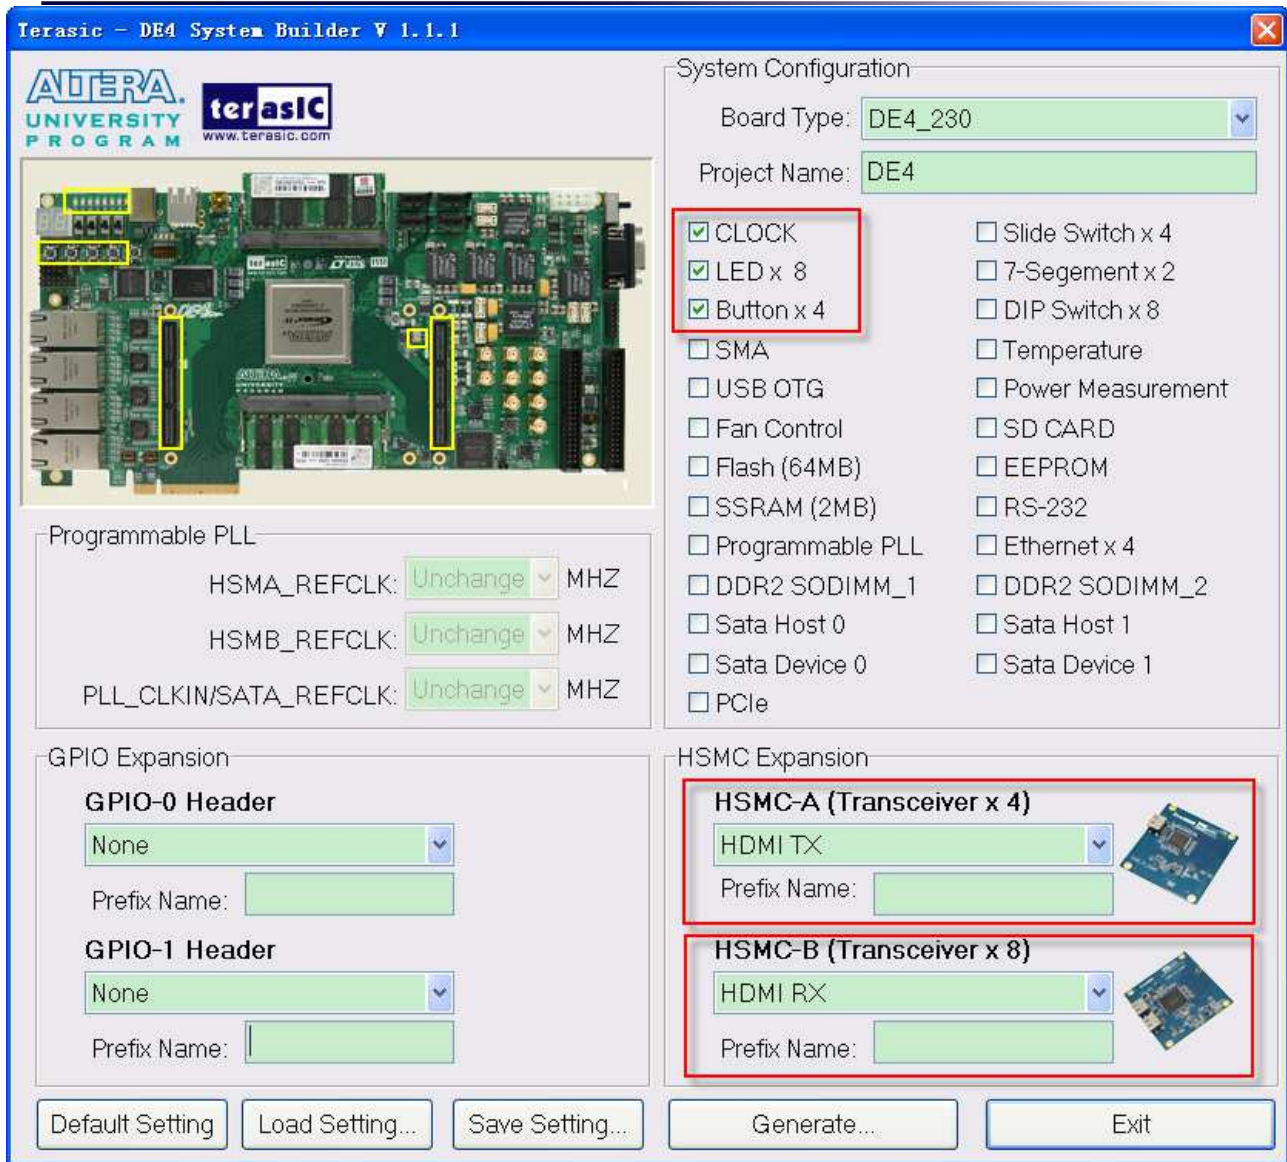 Terasic - DE4 System Builder V 1.1.1
ALTERA.
UNIVERSITY
PROGRAM
terasic
www.terasic.com
System Configuration
Board Type: DE4_230
Project Name: DE4
CLOCK
Slide Switch x 4
LED x 8
7-Segement x 2
Button x 4
DIP Switch x 8
SMA
Temperature
USB OTG
Power Measurement
Fan Control
SD CARD
Flash (64MB)
EEPROM
SSRAM (2MB)
RS-232
Programmable PLL
Ethernet x 4
DDR2 SODIMM_1
DDR2 SODIMM_2
Sata Host 0
Sata Host 1
Sata Device 0
Sata Device 1
PCIe
Programmable PLL
HSMA_REFCLK: Unchange MHZ
HSMB_REFCLK: Unchange MHZ
PLL_CLKIN/SATA_REFCLK: Unchange MHZ
GPIO Expansion
GPIO-0 Header
None
Prefix Name:
GPIO-1 Header
None
Prefix Name:
HSMC Expansion
HSMC-A (Transceiver x 4)
HDMI TX
Prefix Name:
HSMC-B (Transceiver x 8)
HDMI RX
Prefix Name:
Default Setting
Load Setting...
Save Setting...
Generate...
Exit